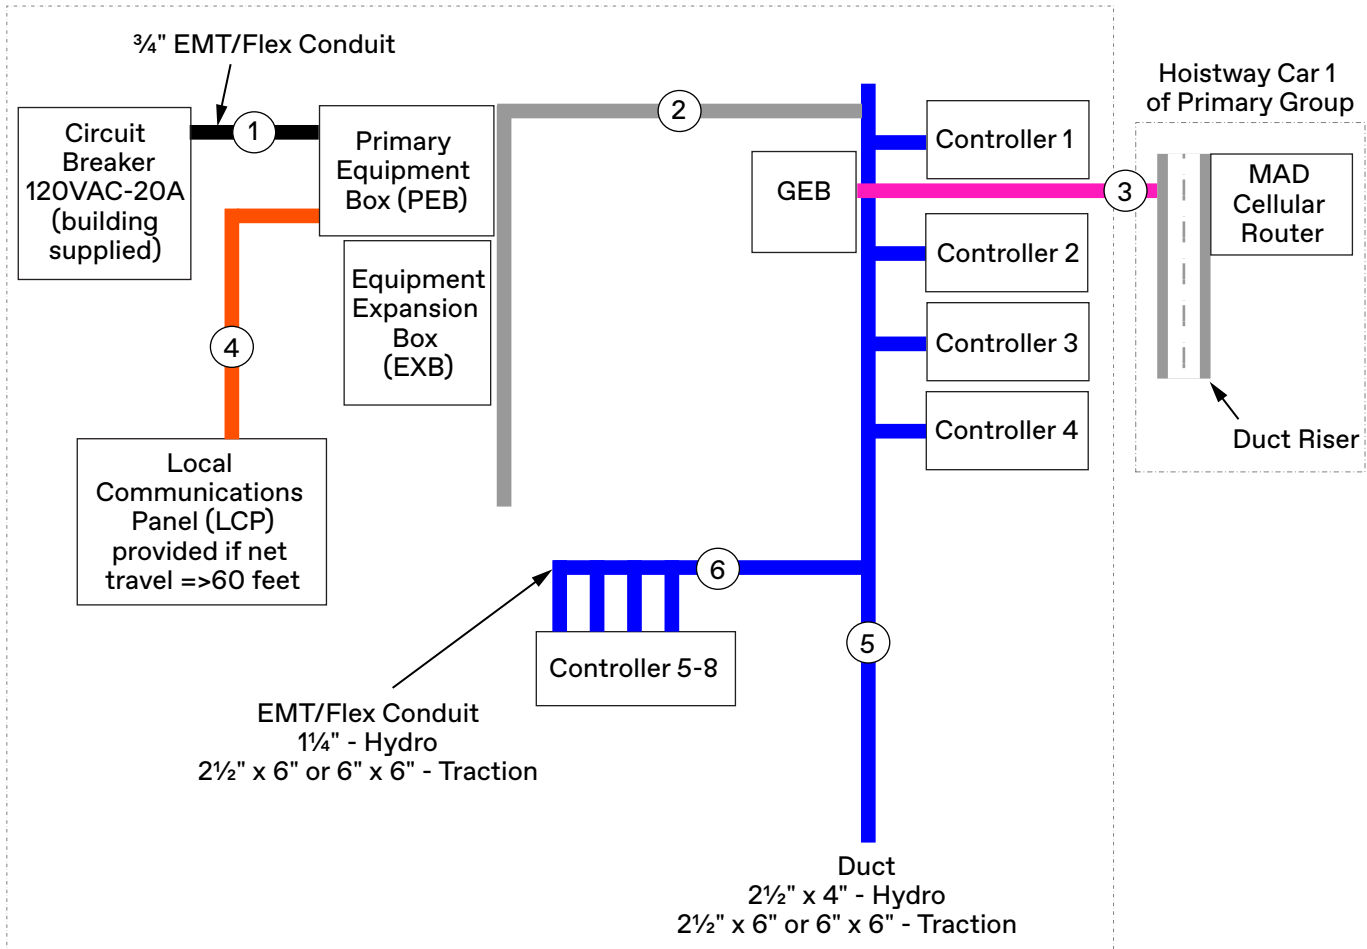 ¾" EMT/Flex Conduit
Circuit
Breaker
120VAC-20A
(building
supplied)
1
Primary
Equipment
Box (PEB)
Equipment
Expansion
Box
(EXB)
2
GEB
Controller 1
3
Controller 2
Controller 3
Controller 4
Hoistway Car 1
of Primary Group
MAD
Cellular
Router
Duct Riser
4
Local
Communications
Panel (LCP)
provided if net
travel =>60 feet
6
Controller 5-8
5
EMT/Flex Conduit
1¼" - Hydro
2½" x 6" or 6" x 6" - Traction
Duct
2½" x 4" - Hydro
2½" x 6" or 6" x 6" - Traction